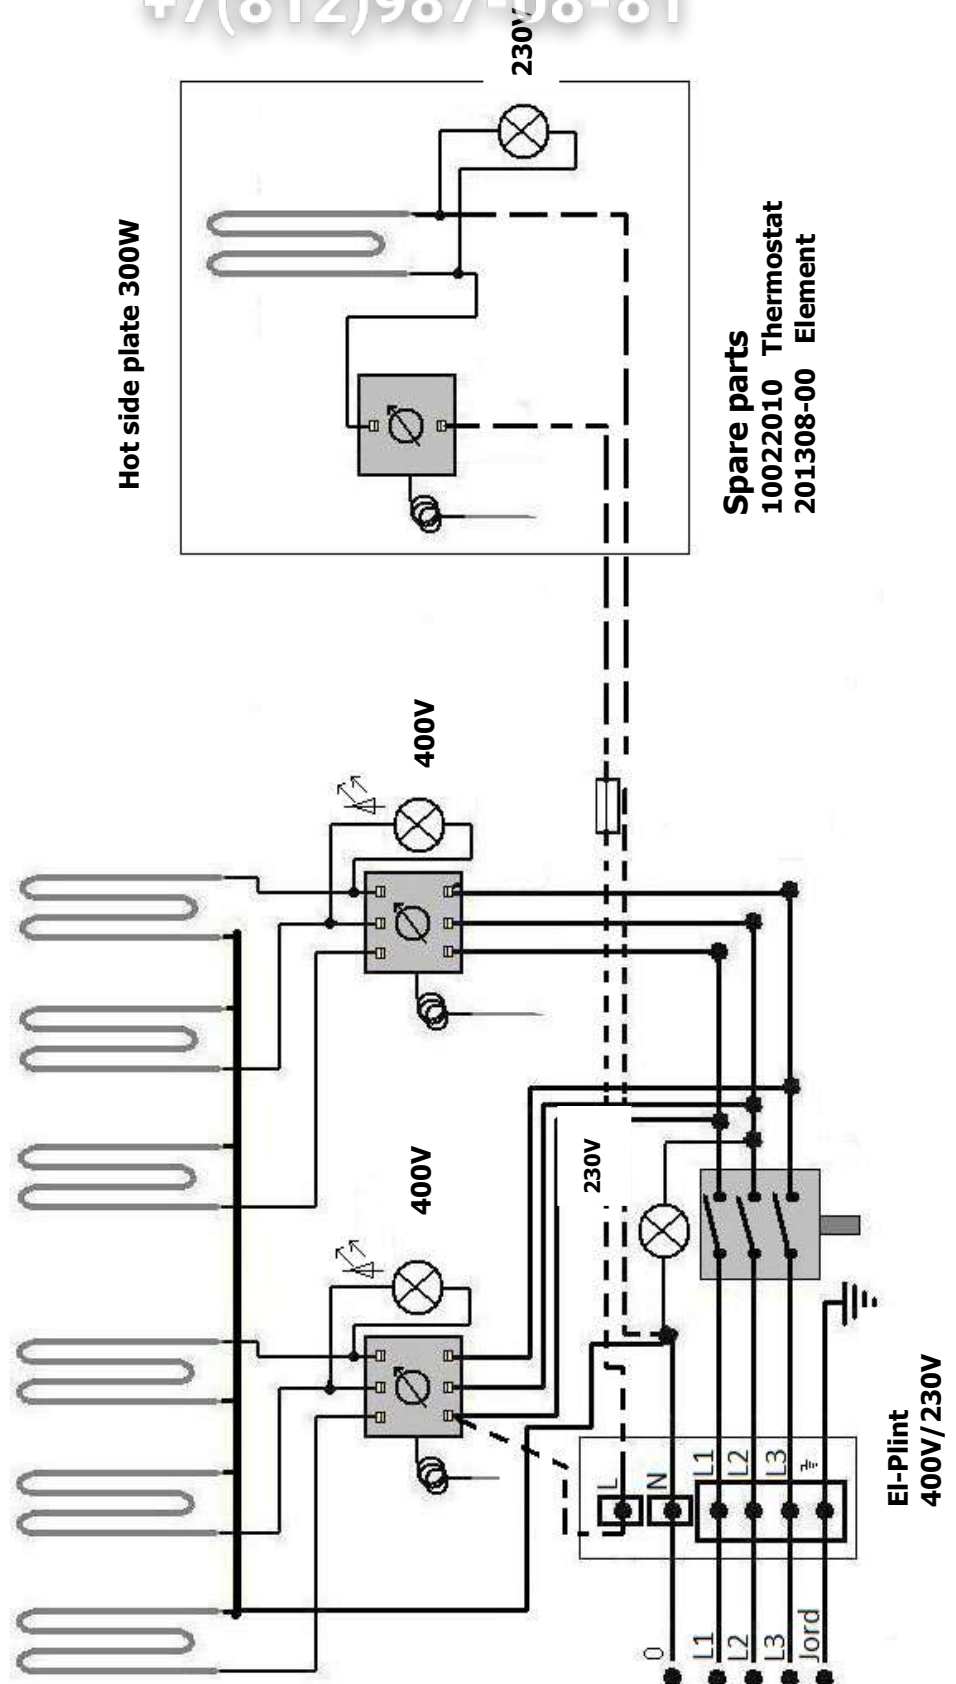 +7(812)987-08-81
230V
Hot side plate 300W
Spare parts
10022010 Thermostat
201308-00 Element
400V
400V
230V
L
N
L1
L2
L3
0
L1
L2
L3
Jord
El-Plint
400V/230V